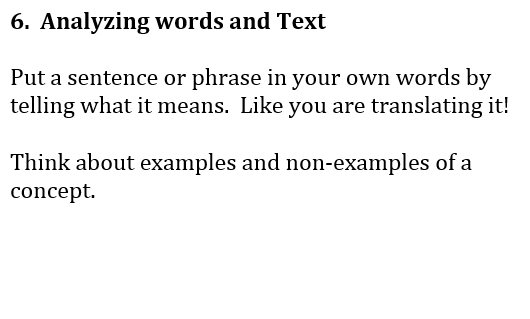 6.  Analyzing words and Text
Put a sentence or phrase in your own words by
telling what it means.  Like you are translating it!
Think about examples and non-examples of a
concept.